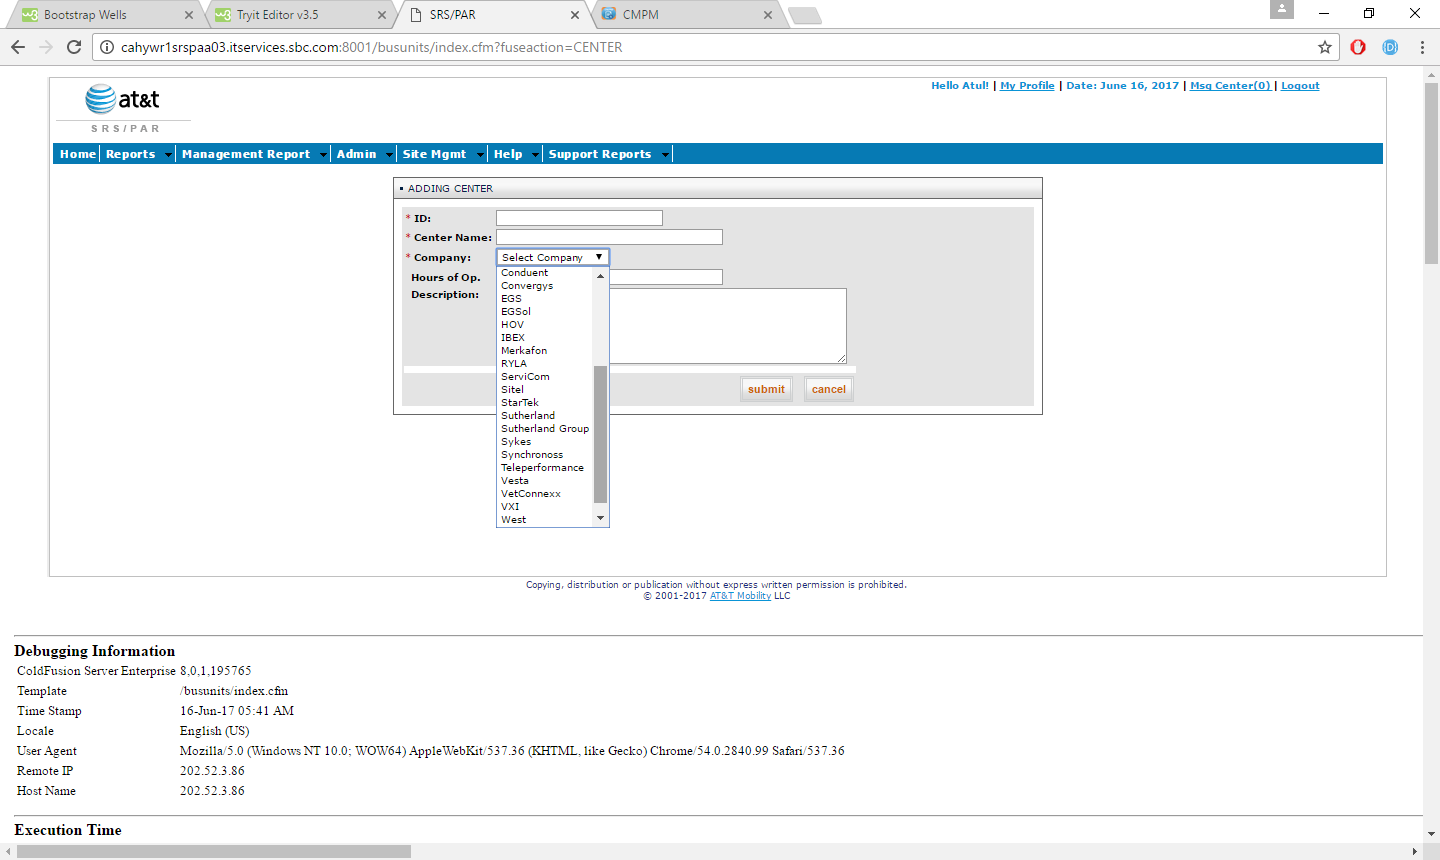 Bootstrap Wells
Tryit Editor v3.5
SRS/PAR
CMPM
cahywr1srspaa03.itservices.sbc.com:8001/busunits/index.cfm?fuseaction=CENTER
Hello Atul! | My Profile | Date: June 16, 2017 | Msg Center(0) | Logout
at&t
SRS/PAR
Home Reports Management Report Admin Site Mgmt Help Support Reports
ADDING CENTER
* ID:
* Center Name:
* Company: Select Company
Hours of Op.
Description:
Conduent
Convergys
EGS
EGSol
HOV
IBEX
Merkafon
RYLA
ServiCom
Sitel
StarTek
Sutherland
Sutherland Group
Sykes
Synchronoss
Teleperformance
Vesta
VetConnexx
VXI
West
submit cancel
Copying, distribution or publication without express written permission is prohibited.
© 2001-2017 AT&T Mobility LLC
Debugging Information
ColdFusion Server Enterprise 8,0,1,195765
Template /busunits/index.cfm
Time Stamp 16-Jun-17 05:41 AM
Locale English (US)
User Agent Mozilla/5.0 (Windows NT 10.0; WOW64) AppleWebKit/537.36 (KHTML, like Gecko) Chrome/54.0.2840.99 Safari/537.36
Remote IP 202.52.3.86
Host Name 202.52.3.86
Execution Time